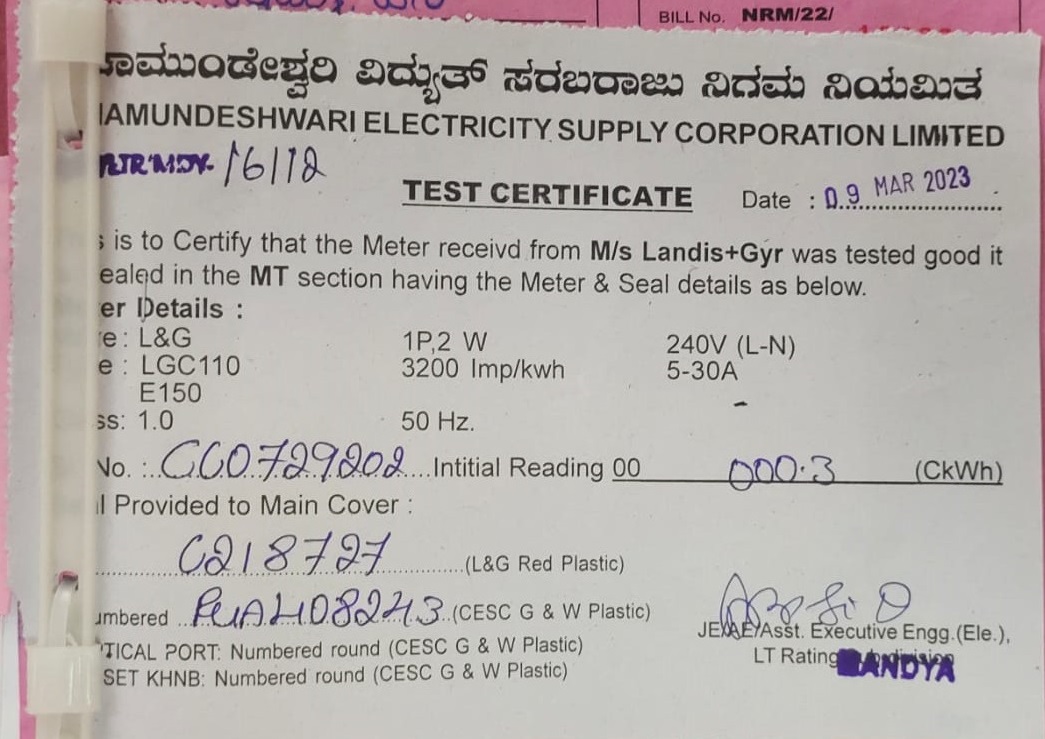 BILL No. NRM/22/
ಚಾಮುಂಡೇಶ್ವರಿ ವಿದ್ಯುತ್ ಸರಬರಾಜು ನಿಗಮ ನಿಯಮಿತ
HAMUNDESHWARI ELECTRICITY SUPPLY CORPORATION LIMITED
16112
TEST CERTIFICATE Date : 09 MAR 2023
s is to Certify that the Meter receivd from M/s Landis+Gyr was tested good it
ealed in the MT section having the Meter & Seal details as below.
er Details :
e : L&G 1P,2 W 240V (L-N)
e : LGC110 3200 Imp/kwh 5-30A
E150
ss: 1.0 50 Hz.
No. : CC0729202 Intitial Reading 00 000.3 (CkWh)
l Provided to Main Cover :
C218727 (L&G Red Plastic)
umbered (CESC G & W Plastic)
JE/AE/Asst. Executive Engg.(Ele.),
TICAL PORT: Numbered round (CESC G & W Plastic)
LT Rating MANDYA
SET KHNB: Numbered round (CESC G & W Plastic)